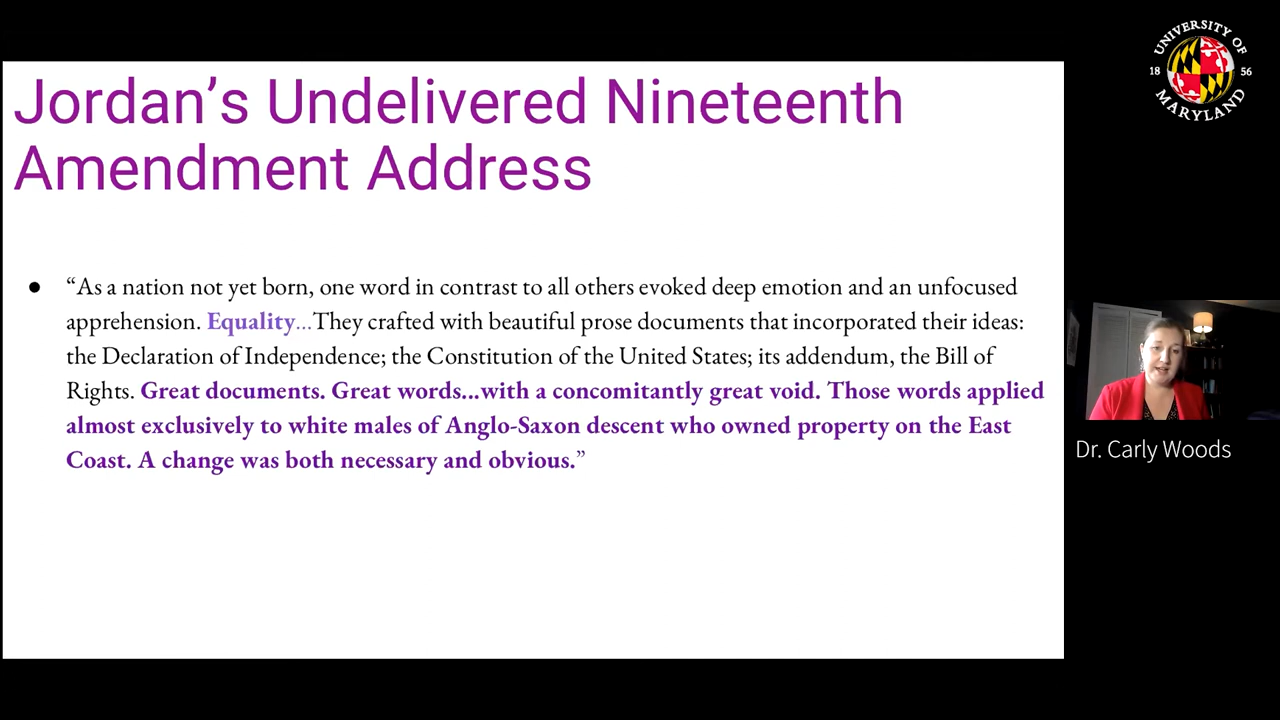 Jordan’s Undelivered Nineteenth
Amendment Address
● “As a nation not yet born, one word in contrast to all others evoked deep emotion and an unfocused
apprehension. Equality...They crafted with beautiful prose documents that incorporated their ideas:
the Declaration of Independence; the Constitution of the United States; its addendum, the Bill of
Rights. Great documents. Great words...with a concomitantly great void. Those words applied
almost exclusively to white males of Anglo-Saxon descent who owned property on the East
Coast. A change was both necessary and obvious.”
UNIVERSITY OF
18 56
MARYLAND
Dr. Carly Woods